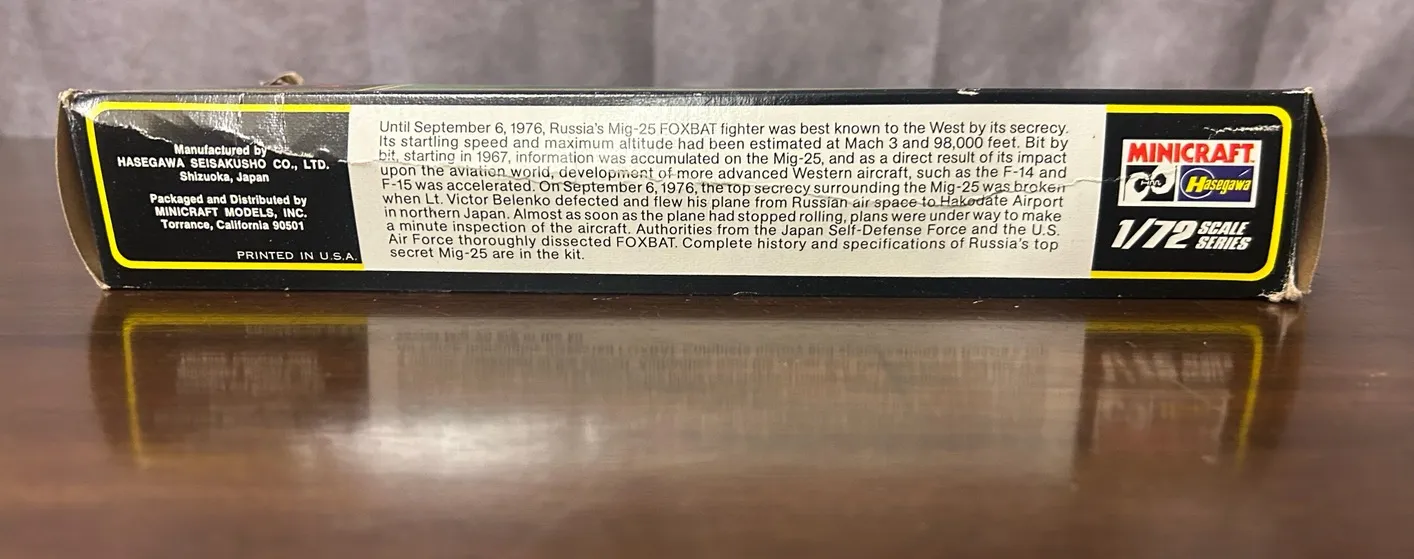 Manufactured by
HASEGAWA SEISAKUSHO CO., LTD.
Shizuoka, Japan
Packaged and Distributed by
MINICRAFT MODELS, INC.
Torrance, California 90501
PRINTED IN U.S.A.
Until September 6, 1976, Russia's Mig-25 FOXBAT fighter was best known to the West by its secrecy.
Its startling speed and maximum altitude had been estimated at Mach 3 and 98,000 feet. Bit by
bit, starting in 1967, information was accumulated on the Mig-25, and as a direct result of its impact
upon the aviation world, development of more advanced Western aircraft, such as the F-14 and
F-15 was accelerated. On September 6, 1976, the top secrecy surrounding the Mig-25 was broken
when Lt. Victor Belenko defected and flew his plane from Russian air space to Hakodate Airport
in northern Japan. Almost as soon as the plane had stopped rolling, plans were under way to make
a minute inspection of the aircraft. Authorities from the Japan Self-Defense Force and the U.S.
Air Force thoroughly dissected FOXBAT. Complete history and specifications of Russia's top
secret Mig-25 are in the kit.
MINICRAFT
Hasegawa
1/72 SCALE
SERIES